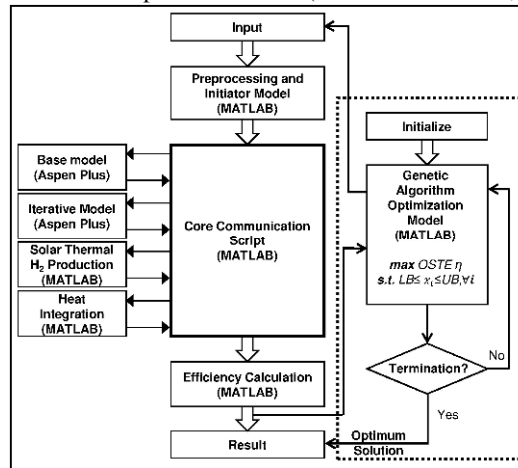 Input
Preprocessing and
Initiator Model
(MATLAB)
Base model
(Aspen Plus)
Iterative Model
(Aspen Plus)
Solar Thermal
H₂ Production
(MATLAB)
Heat
Integration
(MATLAB)
Core Communication
Script
(MATLAB)
Efficiency Calculation
(MATLAB)
Result
Initialize
Genetic
Algorithm
Optimization
Model
(MATLAB)
max OSTE η
s.t. LB≤ xᵢ ≤UB,∀i
No
Termination?
Yes
Optimum
Solution